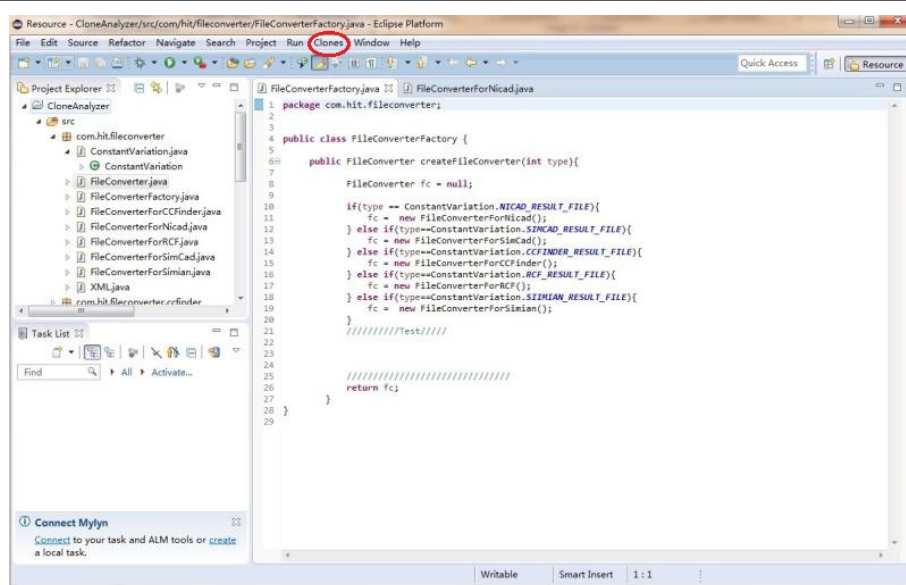 Resource - CloneAnalyzer/src/com/hit/fileconverter/FileConverterFactory.java - Eclipse Platform
File Edit Source Refactor Navigate Search Project Run Clones Window Help
Quick Access
Resource
Project Explorer
CloneAnalyzer
src
com.hit.fileconverter
ConstantVariation.java
ConstantVariation
FileConverter.java
FileConverterFactory.java
FileConverterForCCFinder.java
FileConverterForNicad.java
FileConverterForRCF.java
FileConverterForSimCad.java
FileConverterForSimian.java
XML.java
com.hit.fileconverter.ccfinder
Task List
Find All Activate...
Connect Mylyn
Connect to your task and ALM tools or create
a local task.
FileConverterFactory.java FileConverterForNicad.java
1 package com.hit.fileconverter;
2
3
4 public class FileConverterFactory {
5
6 public FileConverter createFileConverter(int type){
7
8 FileConverter fc = null;
9
10 if(type == ConstantVariation.NICAD_RESULT_FILE){
11 fc = new FileConverterForNicad();
12 } else if(type==ConstantVariation.SIMCAD_RESULT_FILE){
13 fc = new FileConverterForSimCad();
14 } else if(type==ConstantVariation.CCFINDER_RESULT_FILE){
15 fc = new FileConverterForCCFinder();
16 } else if(type==ConstantVariation.RCF_RESULT_FILE){
17 fc = new FileConverterForRCF();
18 } else if(type==ConstantVariation.SIIMIAN_RESULT_FILE){
19 fc = new FileConverterForSimian();
20 }
21 //////////Test/////
22
23
24
25 ///////////////////////////////
26 return fc;
27 }
28 }
29
Writable Smart Insert 1 : 1